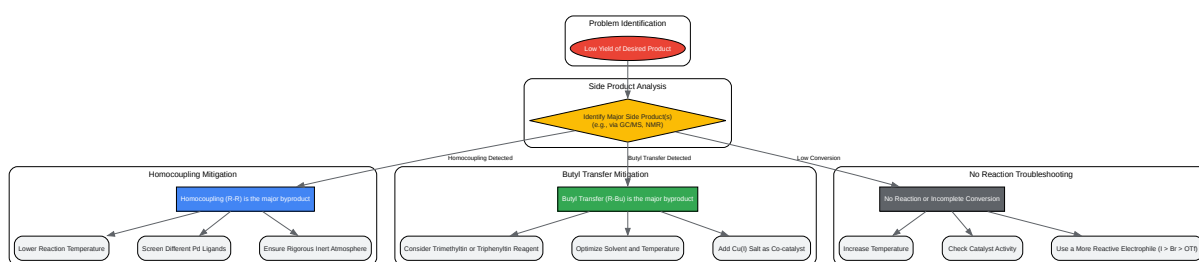 Problem Identification
Low Yield of Desired Product
Side Product Analysis
Identify Major Side Product(s)
(e.g., via GC/MS, NMR)
Homocoupling Detected
Butyl Transfer Detected
Low Conversion
Homocoupling Mitigation
Butyl Transfer Mitigation
No Reaction Troubleshooting
Homocoupling (R-R) is the major byproduct
Butyl Transfer (R-Bu) is the major byproduct
No Reaction or Incomplete Conversion
Lower Reaction Temperature
Screen Different Pd Ligands
Ensure Rigorous Inert Atmosphere
Consider Trimethyltin or Triphenyltin Reagent
Optimize Solvent and Temperature
Add Cu(I) Salt as Co-catalyst
Increase Temperature
Check Catalyst Activity
Use a More Reactive Electrophile (I > Br > OTf)